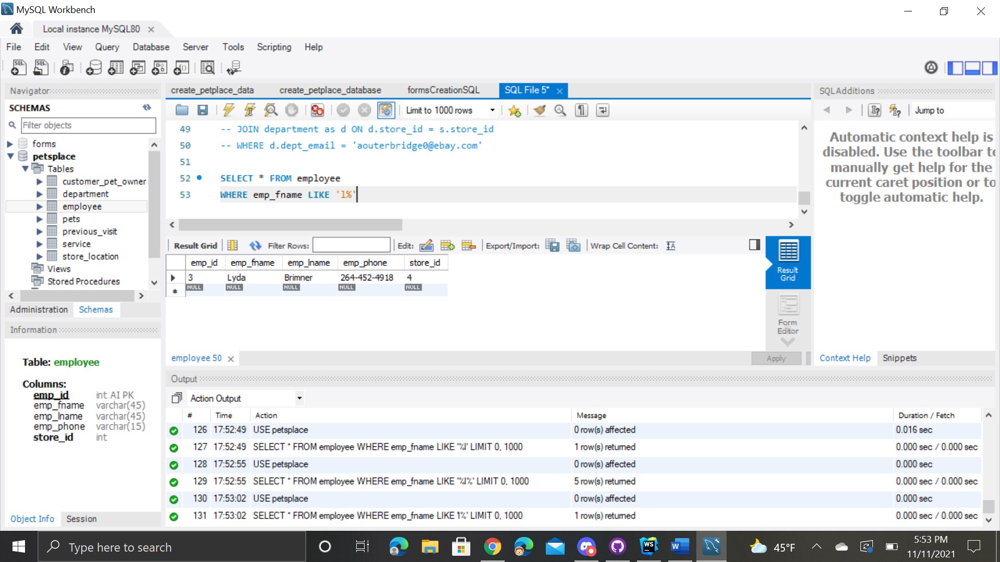 MySQL Workbench
Local instance MySQL80
File Edit View Query Database Server Tools Scripting Help
Navigator
SCHEMAS
Filter objects
forms
petsplace
Tables
customer_pet_owner
department
employee
pets
previous_visit
service
store_location
Views
Stored Procedures
Administration Schemas
Information
Table: employee
Columns:
emp_id int AI PK
emp_fname varchar(45)
emp_lname varchar(45)
emp_phone varchar(15)
store_id int
Object Info Session
create_petplace_data create_petplace_database formsCreationSQL SQL File 5*
Limit to 1000 rows
49 -- JOIN department as d ON d.store_id = s.store_id
50 -- WHERE d.dept_email = 'aouterbridge0@ebay.com'
51
52 SELECT * FROM employee
53 WHERE emp_fname LIKE 'l%'
Result Grid Filter Rows: Edit: Export/Import: Wrap Cell Content:
emp_id emp_fname emp_lname emp_phone store_id
3 Lyda Brimner 264-452-4918 4
NULL NULL NULL NULL NULL
Result
Grid
Form
Editor
employee 50
Apply
SQLAdditions
Jump to
Automatic context help is
disabled. Use the toolbar to
manually get help for the
current caret position or to
toggle automatic help.
Context Help Snippets
Output
Action Output
# Time Action Message Duration / Fetch
126 17:52:49 USE petsplace 0 row(s) affected 0.016 sec
127 17:52:49 SELECT * FROM employee WHERE emp_fname LIKE '%l' LIMIT 0, 1000 1 row(s) returned 0.000 sec / 0.000 sec
128 17:52:55 USE petsplace 0 row(s) affected 0.000 sec
129 17:52:55 SELECT * FROM employee WHERE emp_fname LIKE '%l%' LIMIT 0, 1000 5 row(s) returned 0.000 sec / 0.000 sec
130 17:53:02 USE petsplace 0 row(s) affected 0.000 sec
131 17:53:02 SELECT * FROM employee WHERE emp_fname LIKE 'l%' LIMIT 0, 1000 1 row(s) returned 0.000 sec / 0.000 sec
Type here to search
45°F
5:53 PM
11/11/2021